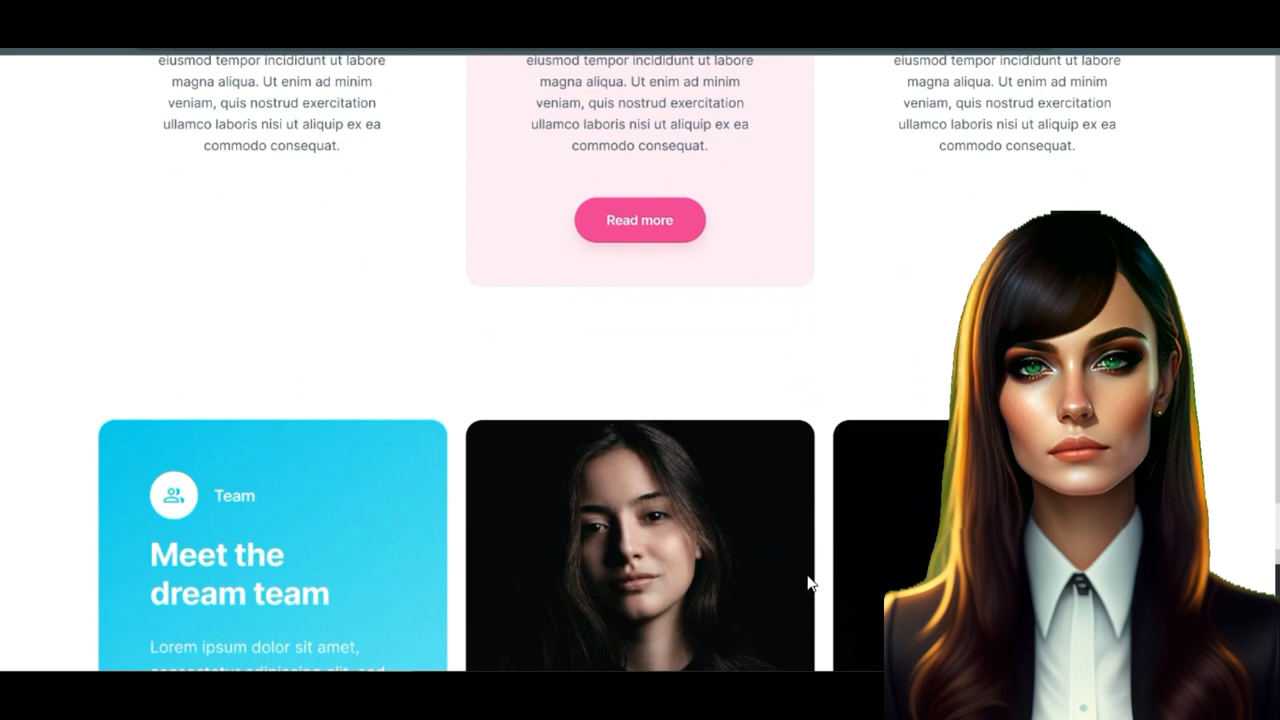 eiusmod tempor incididunt ut labore
magna aliqua. Ut enim ad minim
veniam, quis nostrud exercitation
ullamco laboris nisi ut aliquip ex ea
commodo consequat.
eiusmod tempor incididunt ut labore
magna aliqua. Ut enim ad minim
veniam, quis nostrud exercitation
ullamco laboris nisi ut aliquip ex ea
commodo consequat.
Read more
eiusmod tempor incididunt ut labore
magna aliqua. Ut enim ad minim
veniam, quis nostrud exercitation
ullamco laboris nisi ut aliquip ex ea
commodo consequat.
Team
Meet the
dream team
Lorem ipsum dolor sit amet,